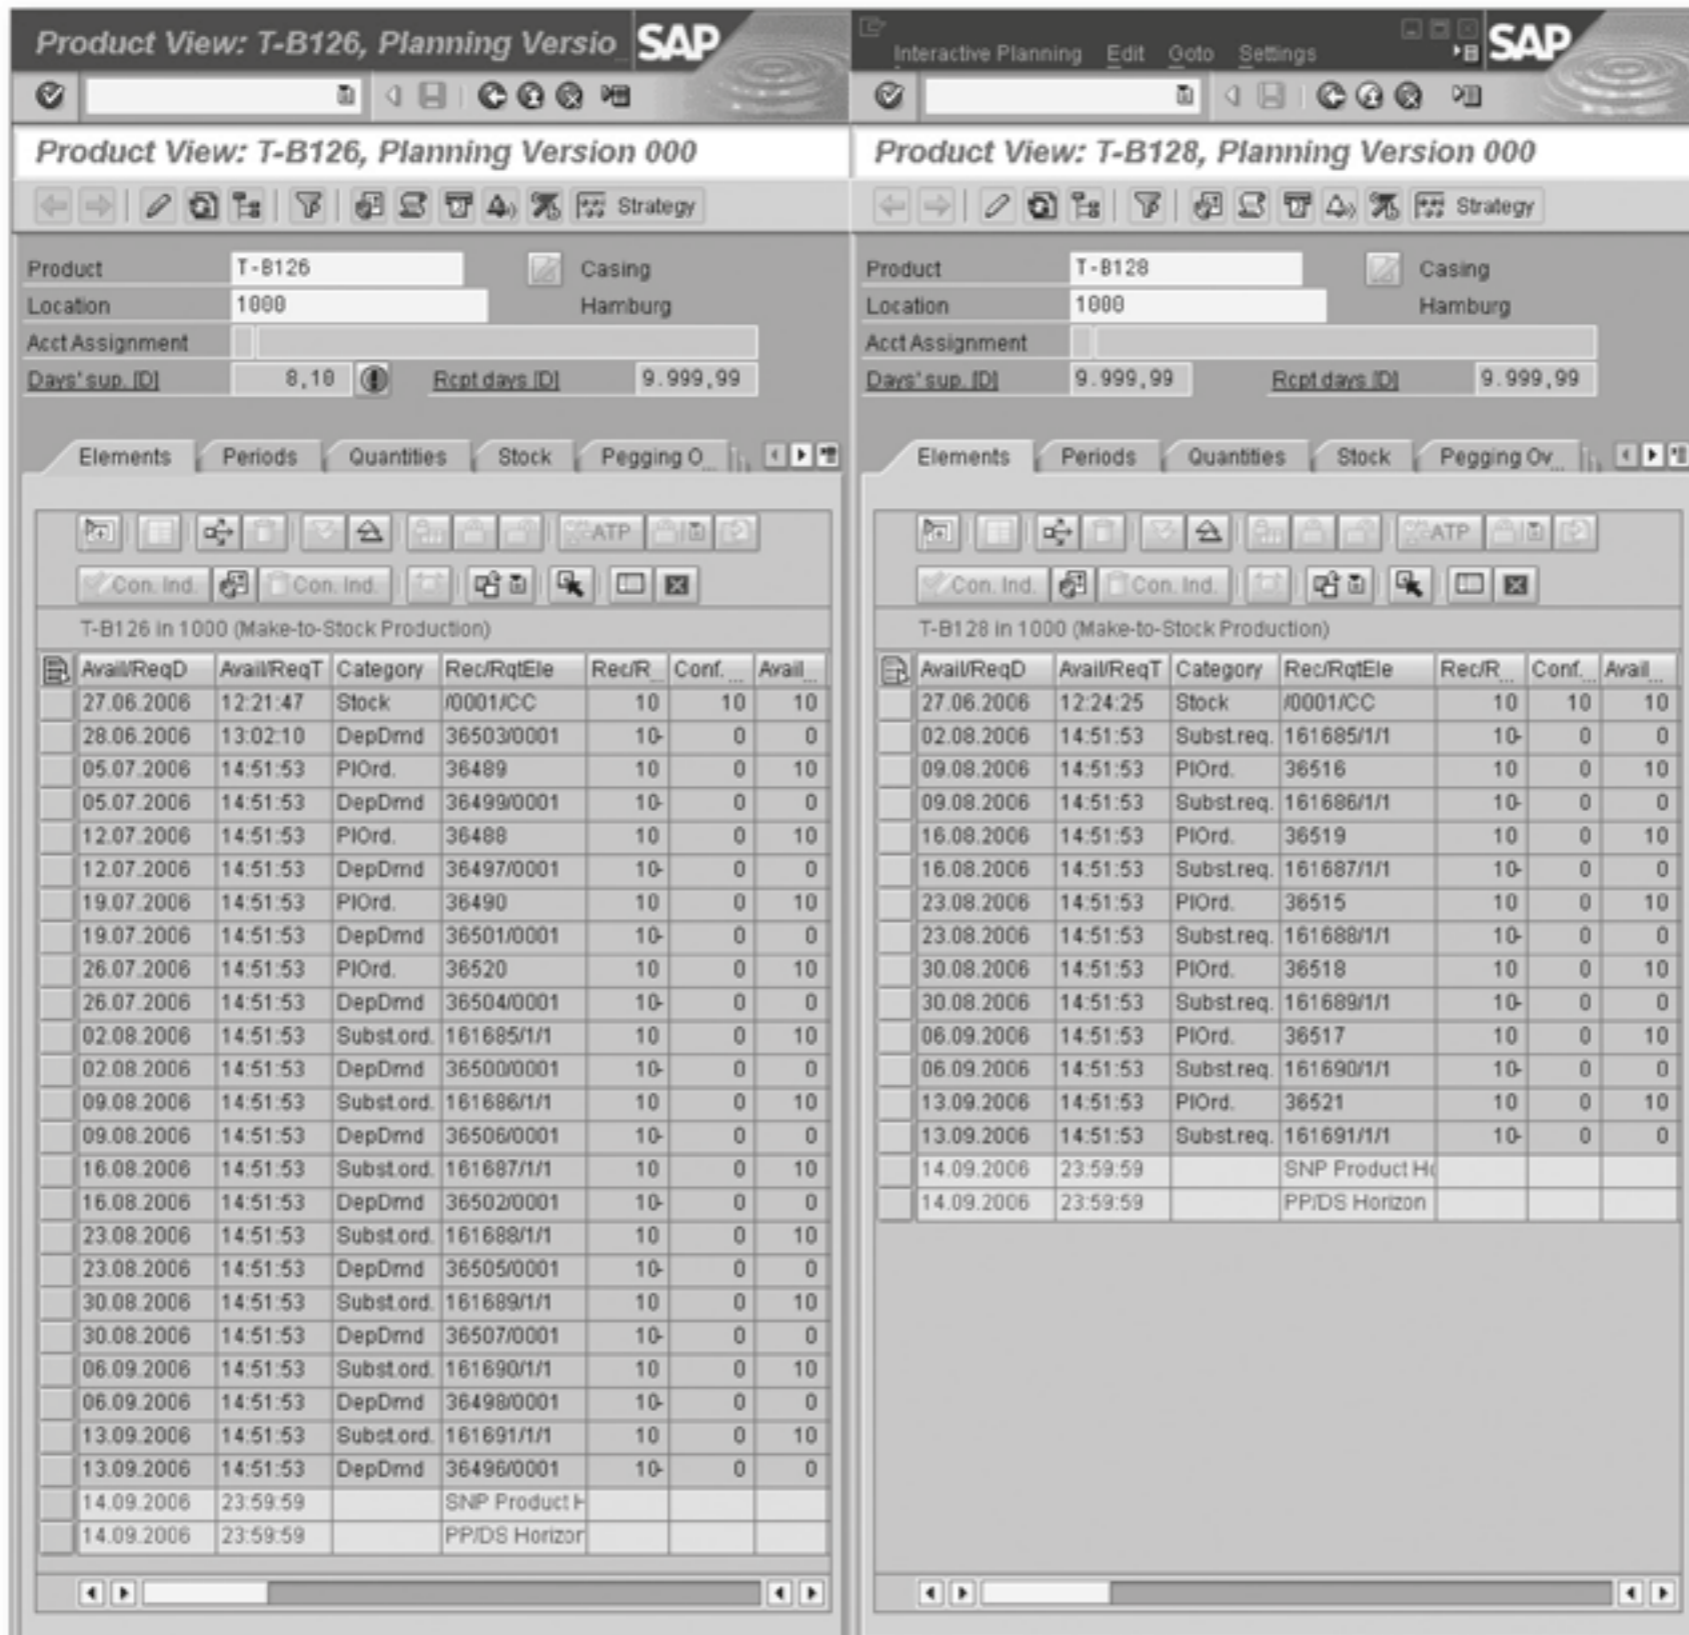 Product View: T-B126, Planning Versio_
SAP
Product View: T-B126, Planning Version 000
Strategy
Product T-B126 Casing
Location 1000 Hamburg
Acct Assignment
Days' sup. [D] 8,10 Rcpt days [D] 9.999,99
Elements Periods Quantities Stock Pegging O...
ATP
Con. Ind. Con. Ind.
T-B126 in 1000 (Make-to-Stock Production)
Avail/ReqD Avail/ReqT Category Rec/RqtEle Rec/R... Conf. ... Avail...
27.06.2006 12:21:47 Stock /0001/CC 10 10 10
28.06.2006 13:02:10 DepDmd 36503/0001 10- 0 0
05.07.2006 14:51:53 PlOrd. 36489 10 0 10
05.07.2006 14:51:53 DepDmd 36499/0001 10- 0 0
12.07.2006 14:51:53 PlOrd. 36488 10 0 10
12.07.2006 14:51:53 DepDmd 36497/0001 10- 0 0
19.07.2006 14:51:53 PlOrd. 36490 10 0 10
19.07.2006 14:51:53 DepDmd 36501/0001 10- 0 0
26.07.2006 14:51:53 PlOrd. 36520 10 0 10
26.07.2006 14:51:53 DepDmd 36504/0001 10- 0 0
02.08.2006 14:51:53 Subst.ord. 161685/1/1 10 0 10
02.08.2006 14:51:53 DepDmd 36500/0001 10- 0 0
09.08.2006 14:51:53 Subst.ord. 161686/1/1 10 0 10
09.08.2006 14:51:53 DepDmd 36506/0001 10- 0 0
16.08.2006 14:51:53 Subst.ord. 161687/1/1 10 0 10
16.08.2006 14:51:53 DepDmd 36502/0001 10- 0 0
23.08.2006 14:51:53 Subst.ord. 161688/1/1 10 0 10
23.08.2006 14:51:53 DepDmd 36505/0001 10- 0 0
30.08.2006 14:51:53 Subst.ord. 161689/1/1 10 0 10
30.08.2006 14:51:53 DepDmd 36507/0001 10- 0 0
06.09.2006 14:51:53 Subst.ord. 161690/1/1 10 0 10
06.09.2006 14:51:53 DepDmd 36498/0001 10- 0 0
13.09.2006 14:51:53 Subst.ord. 161691/1/1 10 0 10
13.09.2006 14:51:53 DepDmd 36496/0001 10- 0 0
14.09.2006 23:59:59 SNP Product H
14.09.2006 23:59:59 PP/DS Horizon
Interactive Planning Edit Goto Settings
SAP
Product View: T-B128, Planning Version 000
Strategy
Product T-B128 Casing
Location 1000 Hamburg
Acct Assignment
Days' sup. [D] 9.999,99 Rcpt days [D] 9.999,99
Elements Periods Quantities Stock Pegging Ov...
ATP
Con. Ind. Con. Ind.
T-B128 in 1000 (Make-to-Stock Production)
Avail/ReqD Avail/ReqT Category Rec/RqtEle Rec/R... Conf. ... Avail...
27.06.2006 12:24:25 Stock /0001/CC 10 10 10
02.08.2006 14:51:53 Subst.req. 161685/1/1 10- 0 0
09.08.2006 14:51:53 PlOrd. 36516 10 0 10
09.08.2006 14:51:53 Subst.req. 161686/1/1 10- 0 0
16.08.2006 14:51:53 PlOrd. 36519 10 0 10
16.08.2006 14:51:53 Subst.req. 161687/1/1 10- 0 0
23.08.2006 14:51:53 PlOrd. 36515 10 0 10
23.08.2006 14:51:53 Subst.req. 161688/1/1 10- 0 0
30.08.2006 14:51:53 PlOrd. 36518 10 0 10
30.08.2006 14:51:53 Subst.req. 161689/1/1 10- 0 0
06.09.2006 14:51:53 PlOrd. 36517 10 0 10
06.09.2006 14:51:53 Subst.req. 161690/1/1 10- 0 0
13.09.2006 14:51:53 PlOrd. 36521 10 0 10
13.09.2006 14:51:53 Subst.req. 161691/1/1 10- 0 0
14.09.2006 23:59:59 SNP Product Ho
14.09.2006 23:59:59 PP/DS Horizon